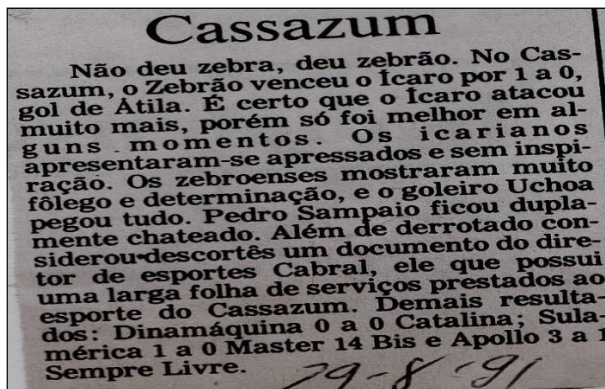 Cassazum
Não deu zebra, deu zebrão. No Cas-
sazum, o Zebrão venceu o Ícaro por 1 a 0,
gol de Átila. É certo que o Ícaro atacou
muito mais, porém só foi melhor em al-
guns momentos. Os icarianos
apresentaram-se apressados e sem inspi-
ração. Os zebroenses mostraram muito
fôlego e determinação, e o goleiro Uchoa
pegou tudo. Pedro Sampaio ficou dupla-
mente chateado. Além de derrotado con-
siderou descortês um documento do dire-
tor de esportes Cabral, ele que possui
uma larga folha de serviços prestados ao
esporte do Cassazum. Demais resulta-
dos: Dinamáquina 0 a 0 Catalina; Sula-
mérica 1 a 0 Master 14 Bis e Apollo 3 a 1
Sempre Livre.
29-8-91